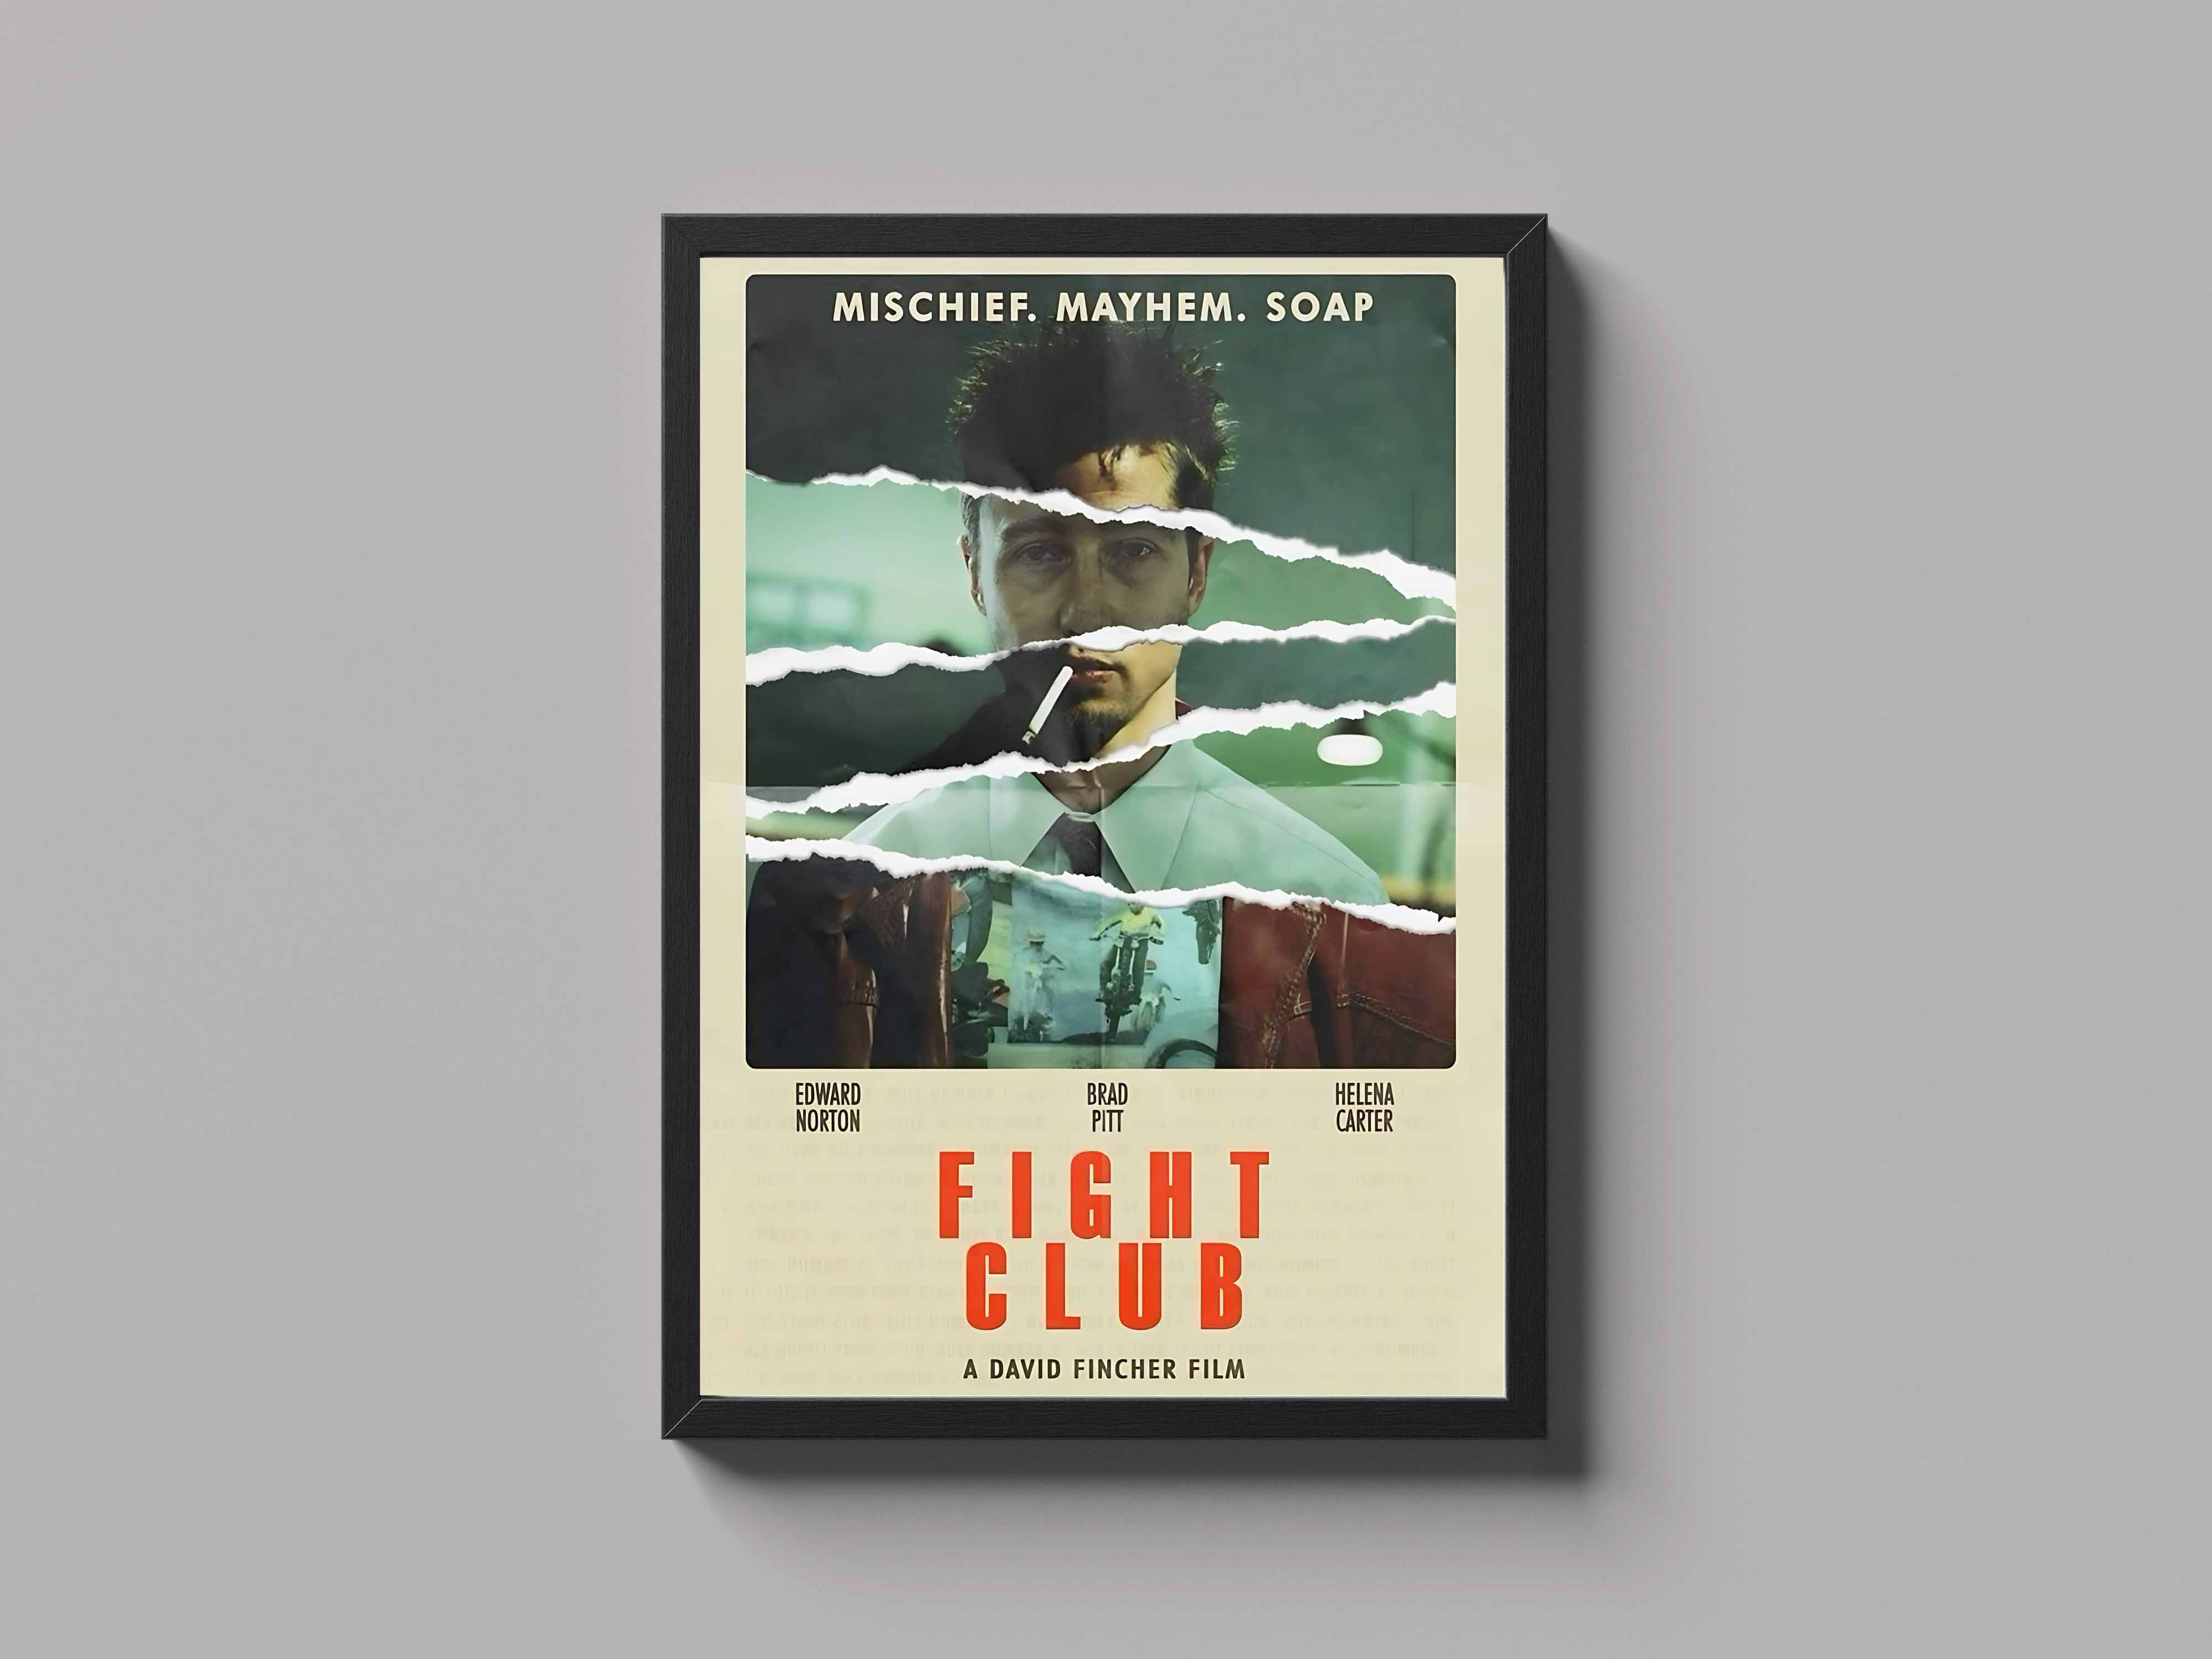 MISCHIEF. MAYHEM. SOAP
EDWARD
NORTON
BRAD
PITT
HELENA
CARTER
FIGHT
CLUB
A DAVID FINCHER FILM